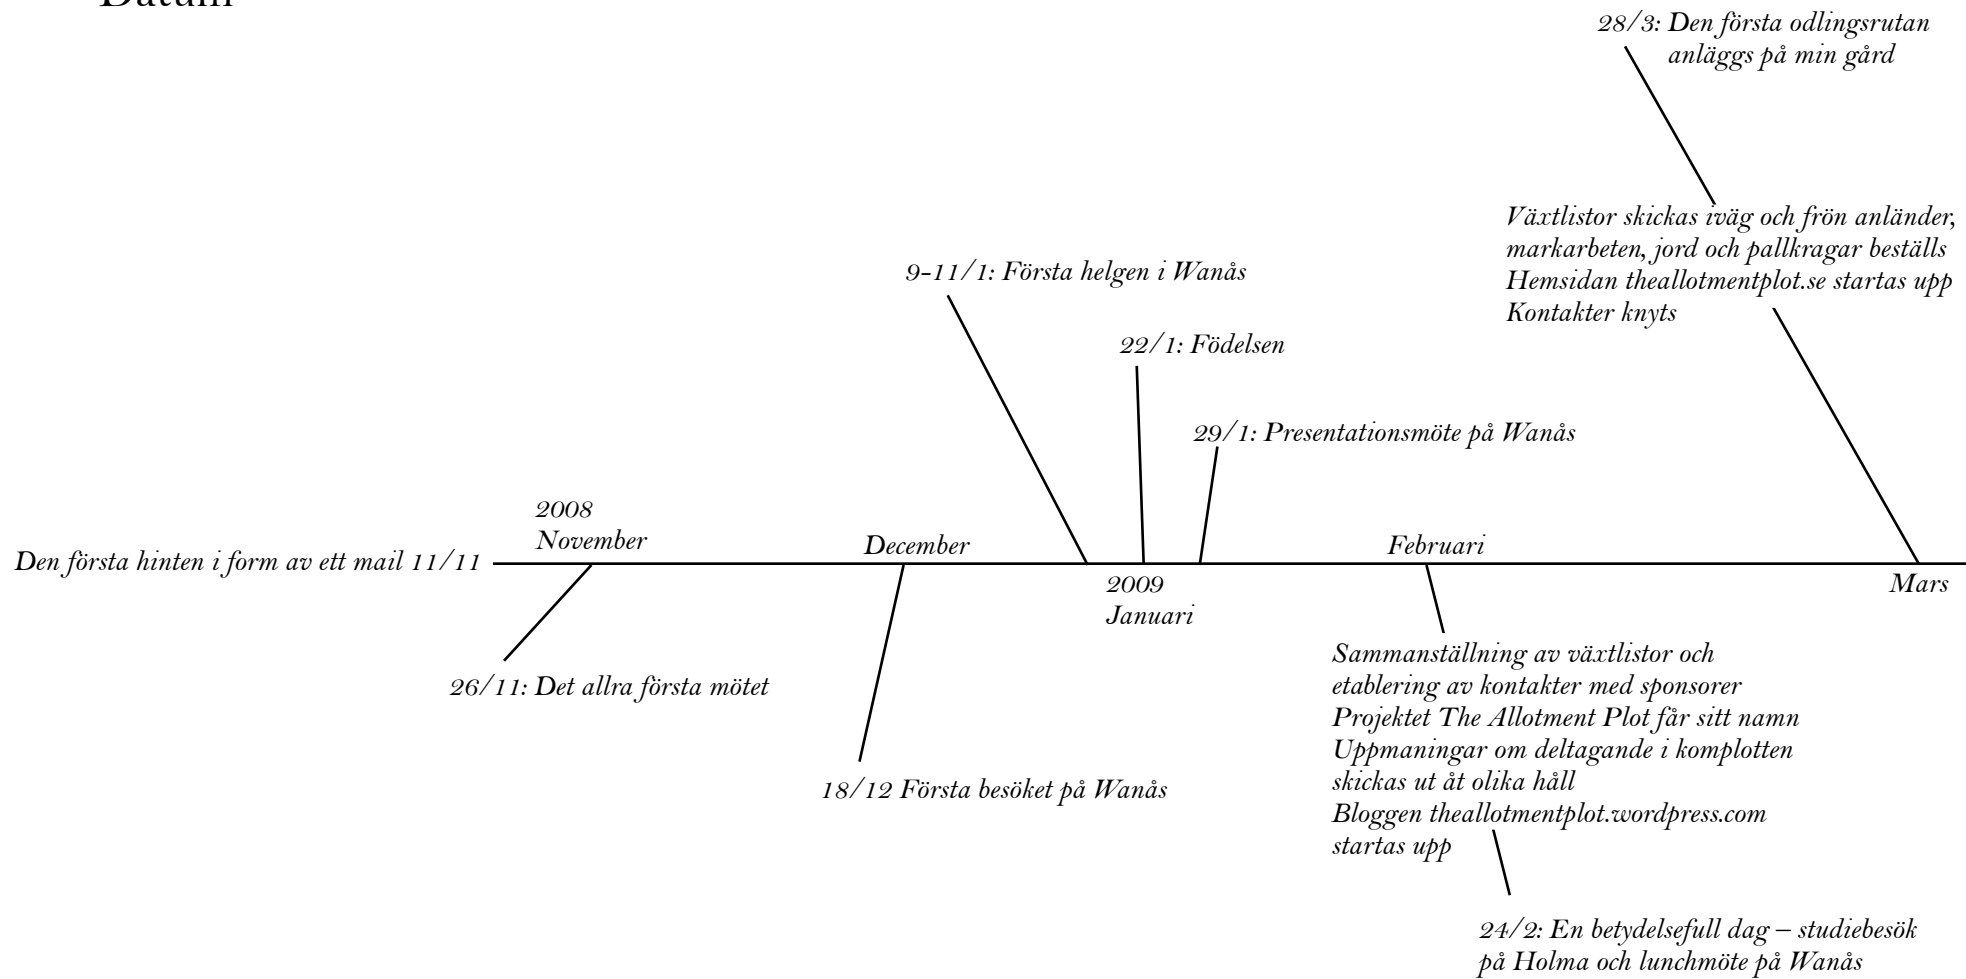 Datum
28/3: Den första odlingsrutan
anläggs på min gård
Växtlistor skickas iväg och frön anländer,
markarbeten, jord och pallkragar beställs
Hemsidan theallotmentplot.se startas upp
Kontakter knyts
9-11/1: Första helgen i Wanås
22/1: Födelsen
29/1: Presentationsmöte på Wanås
2008
November
December
Februari
Den första hinten i form av ett mail 11/11
2009
Januari
Mars
26/11: Det allra första mötet
18/12 Första besöket på Wanås
Sammanställning av växtlistor och
etablering av kontakter med sponsorer
Projektet The Allotment Plot får sitt namn
Uppmaningar om deltagande i komplotten
skickas ut åt olika håll
Bloggen theallotmentplot.wordpress.com
startas upp
24/2: En betydelsefull dag – studiebesök
på Holma och lunchmöte på Wanås